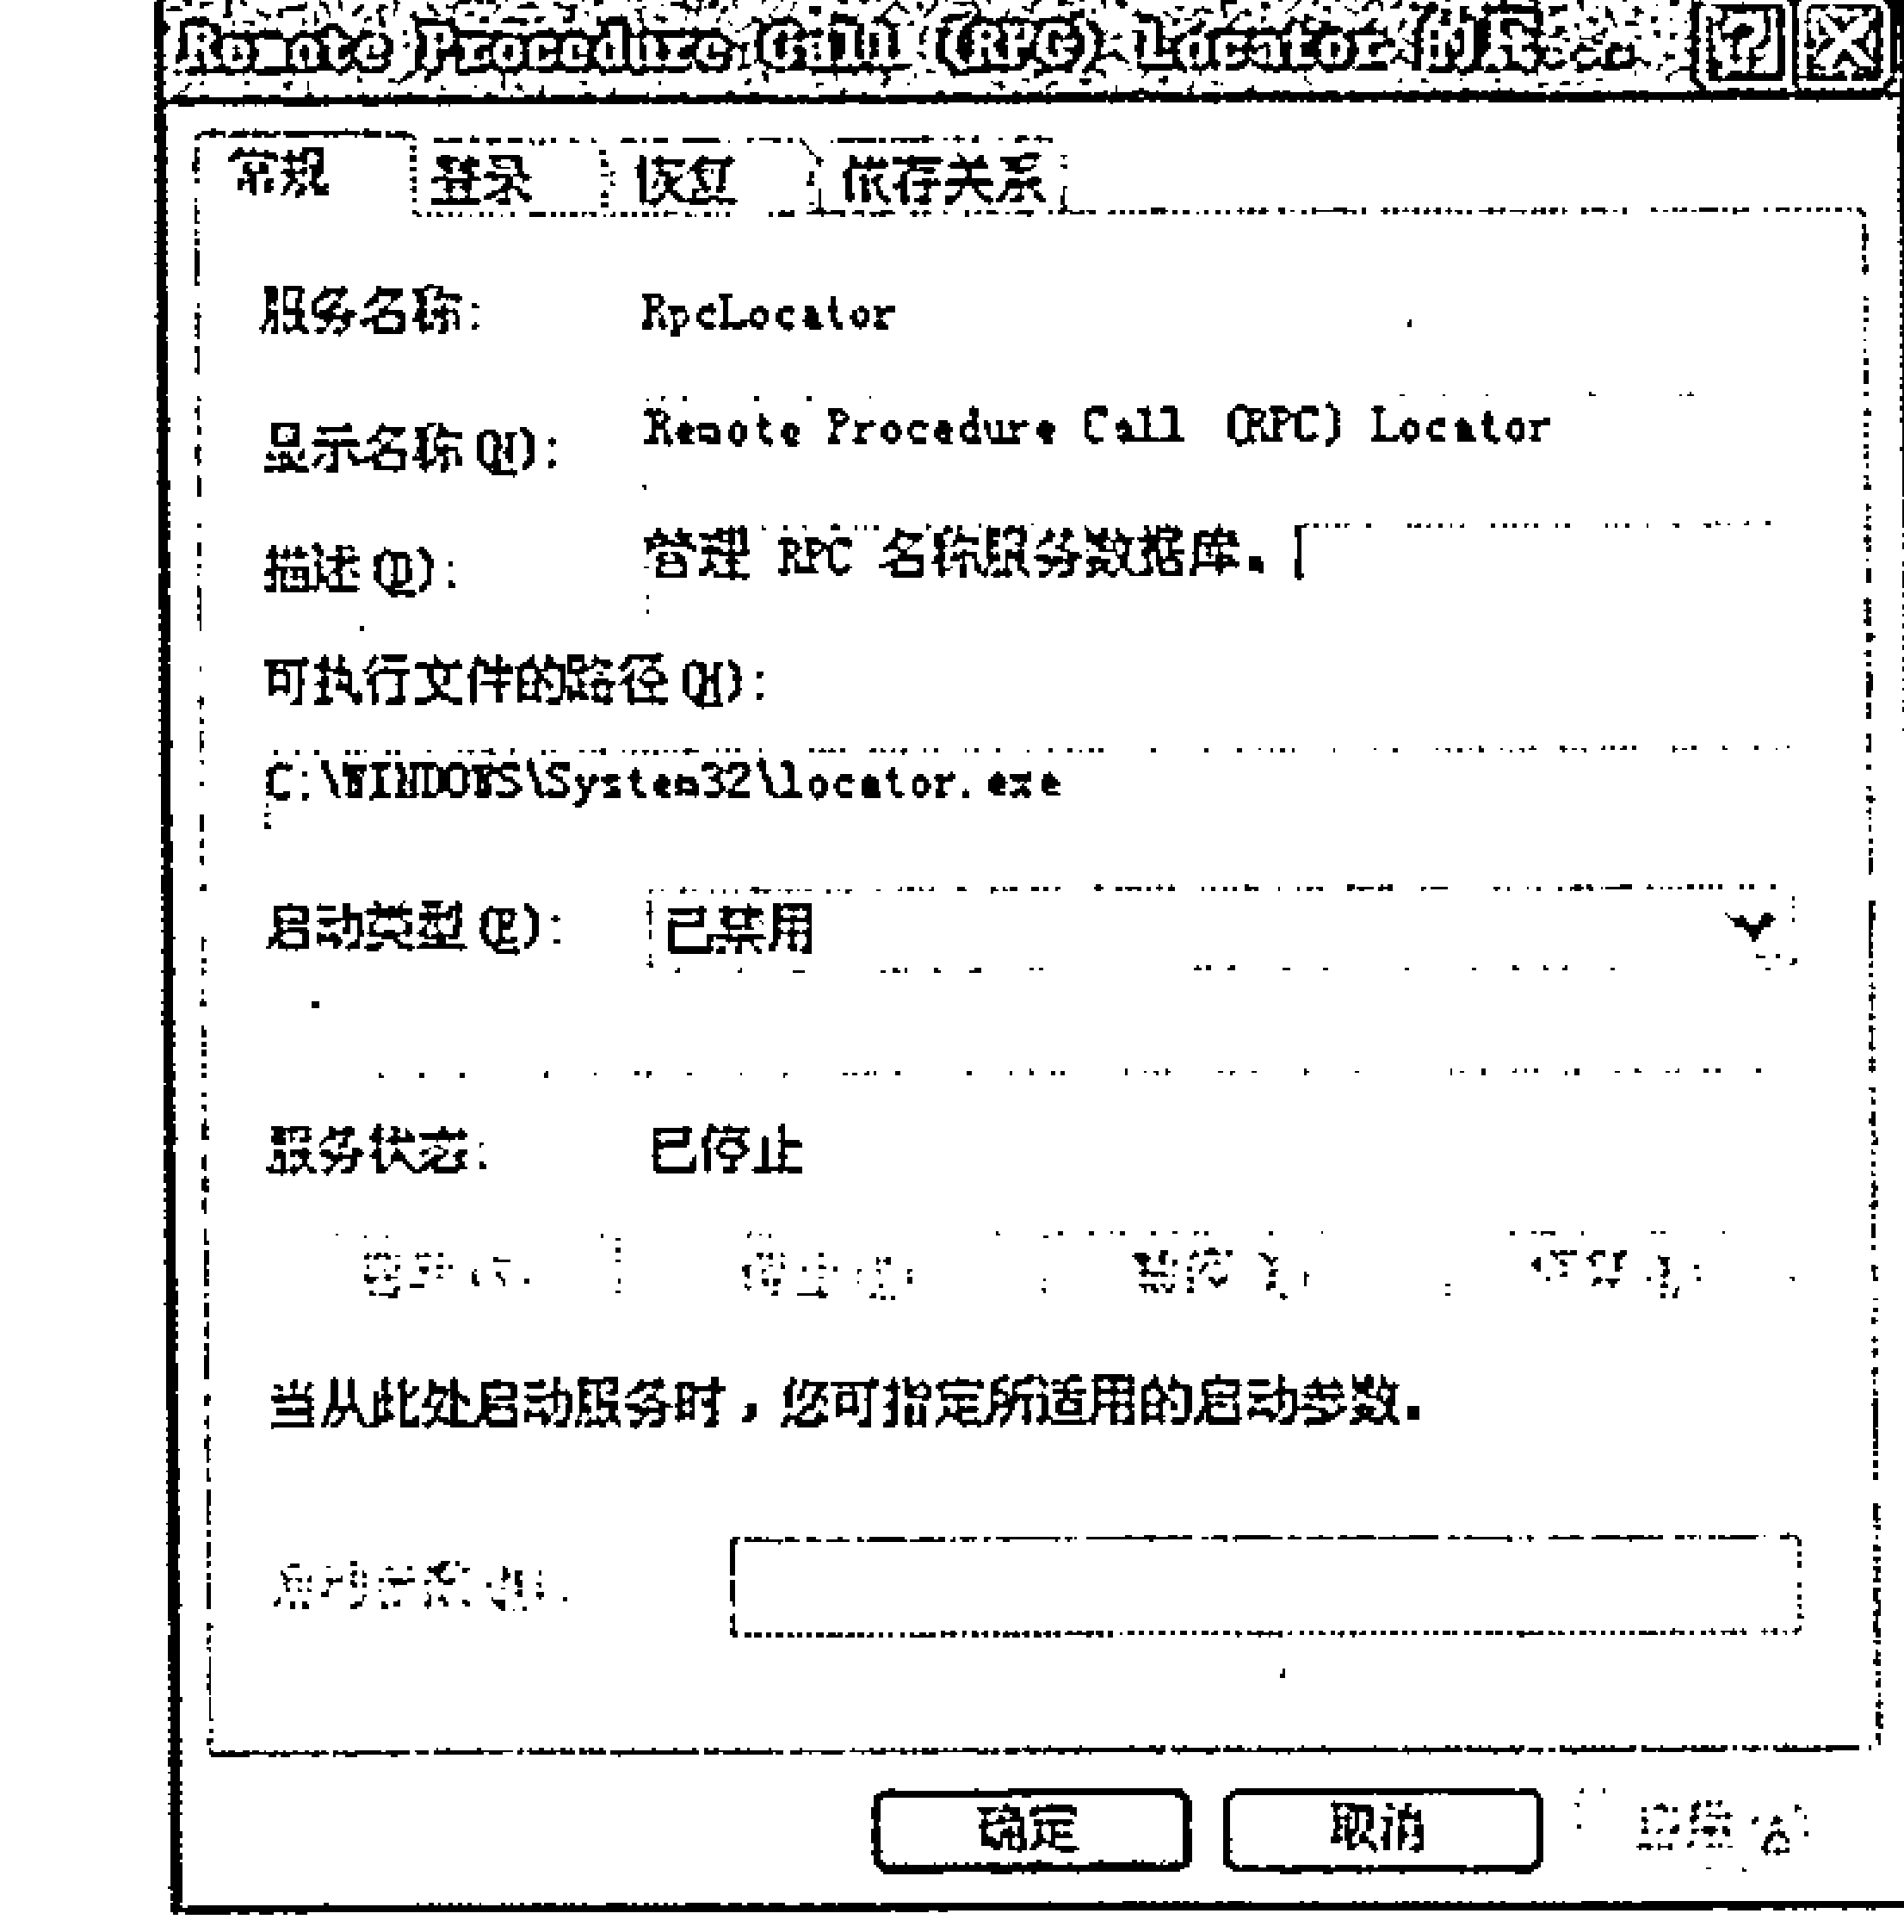 Remote Procedure Call (RPC) Locator 的属...
常规 登录 恢复 依存关系
服务名称: RpcLocator
显示名称(N): Remote Procedure Call (RPC) Locator
描述(D): 管理 RPC 名称服务数据库。
可执行文件的路径(H):
C:\WINDOWS\System32\locator.exe
启动类型(E): 已禁用
服务状态: 已停止
当从此处启动服务时，您可指定所适用的启动参数。
确定 取消